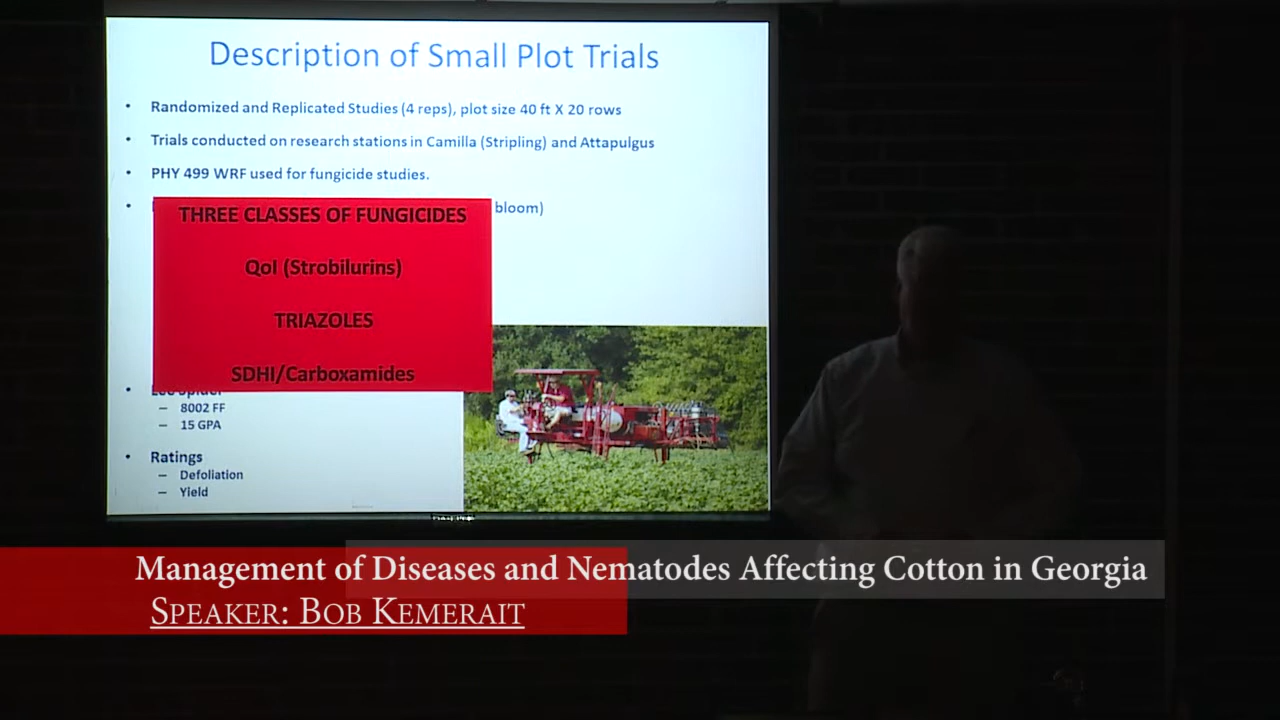 Description of Small Plot Trials
• Randomized and Replicated Studies (4 reps), plot size 40 ft X 20 rows
• Trials conducted on research stations in Camilla (Stripling) and Attapulgus
• PHY 499 WRF used for fungicide studies.
• bloom)
THREE CLASSES OF FUNGICIDES
QoI (Strobilurins)
TRIAZOLES
SDHI/Carboxamides
•
– 8002 FF
– 15 GPA
• Ratings
– Defoliation
– Yield
Management of Diseases and Nematodes Affecting Cotton in Georgia
SPEAKER: BOB KEMERAIT